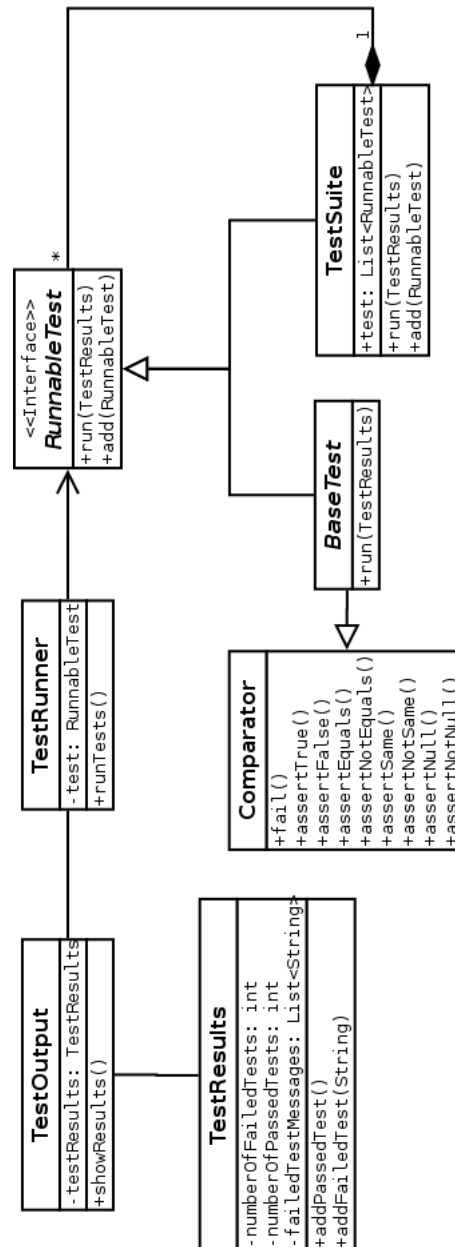 TestOutput
-testResults: TestResults
+showResults()
TestRunner
-test: RunnableTest
+runTests()
<<Interface>>
RunnableTest
+run(TestResults)
+add(RunnableTest)
*
1
TestResults
-numberOfFailedTests: int
-numberOfPassedTests: int
-failedTestMessages: List<String>
+addPassedTest()
+addFailedTest(String)
Comparator
+fail()
+assertTrue()
+assertFalse()
+assertEquals()
+assertNotEquals()
+assertSame()
+assertNotSame()
+assertNull()
+assertNotNull()
BaseTest
+run(TestResults)
TestSuite
+test: List<RunnableTest>
+run(TestResults)
+add(RunnableTest)